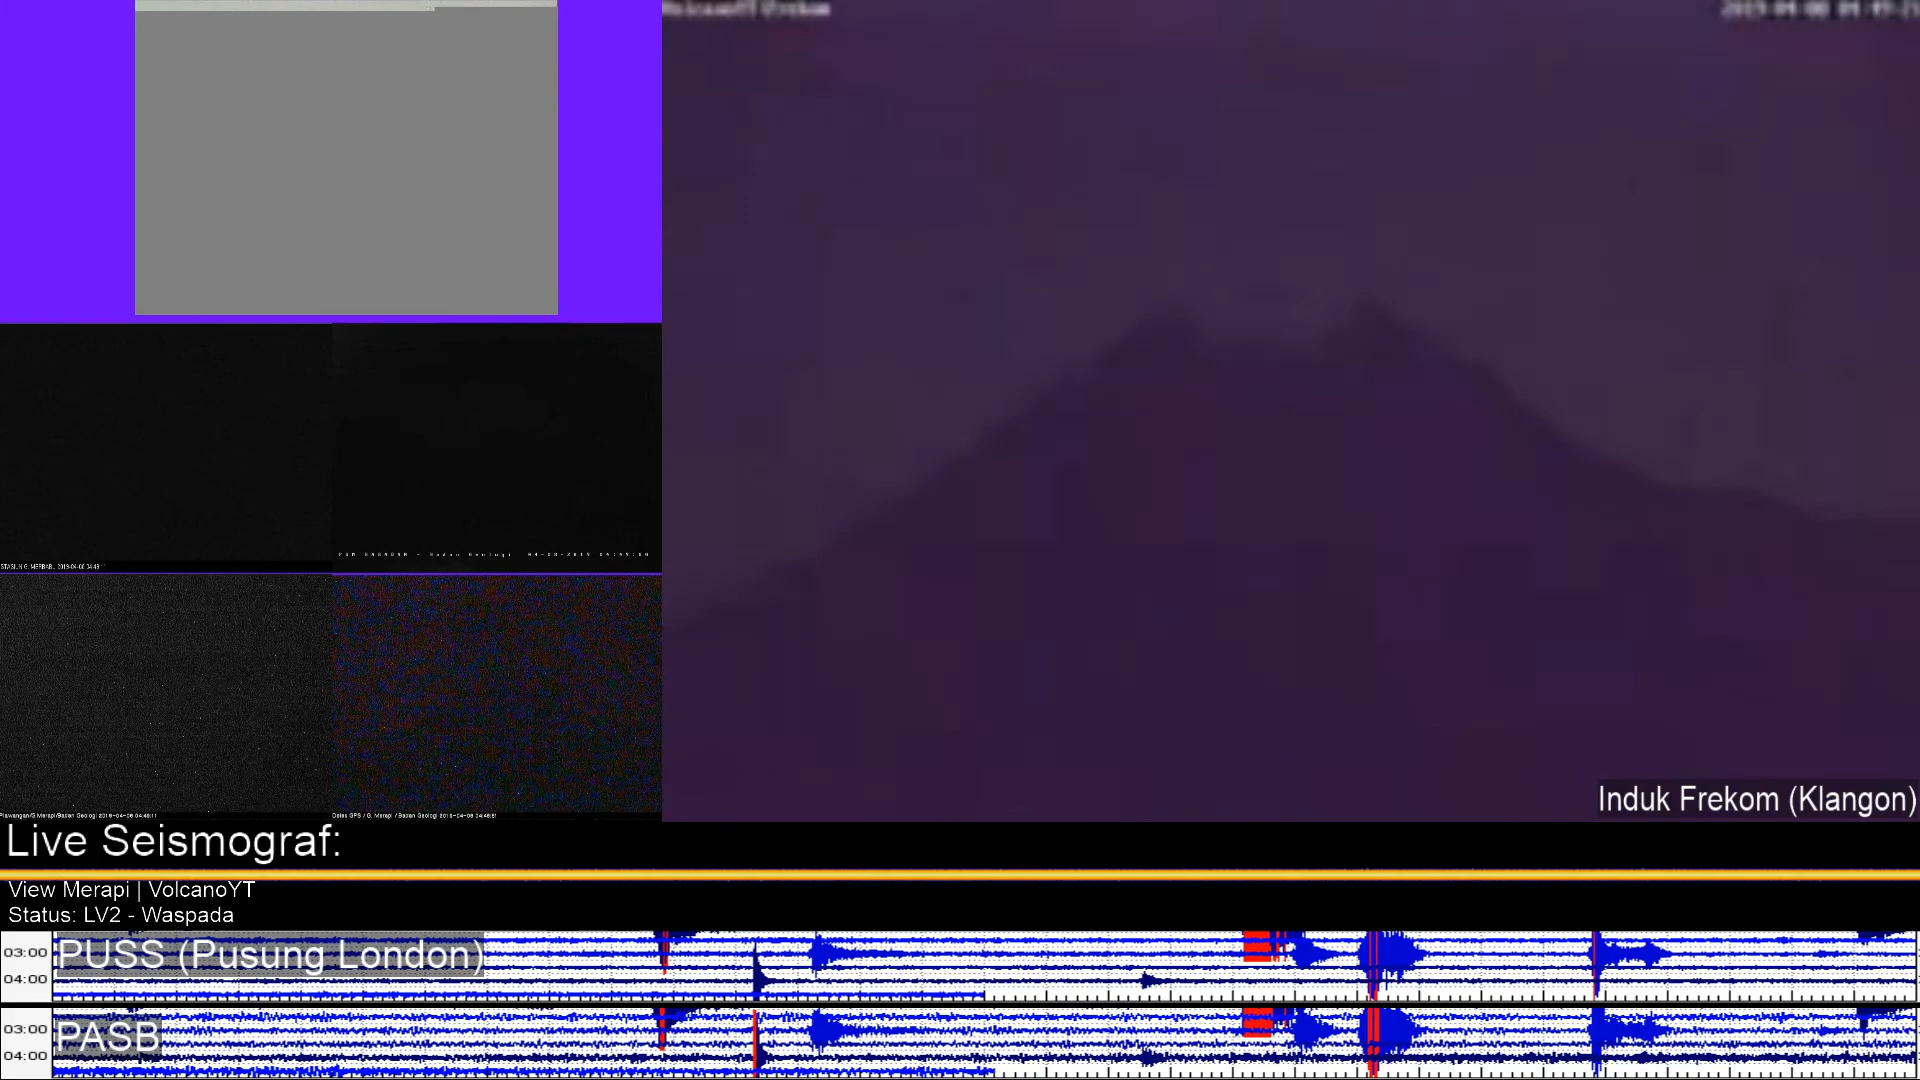 Induk Frekom (Klangon)
Live Seismograf:
View Merapi | VolcanoYT
Status: LV2 - Waspada
03:00
PUSS (Pusung London)
04:00
03:00
PASB
04:00